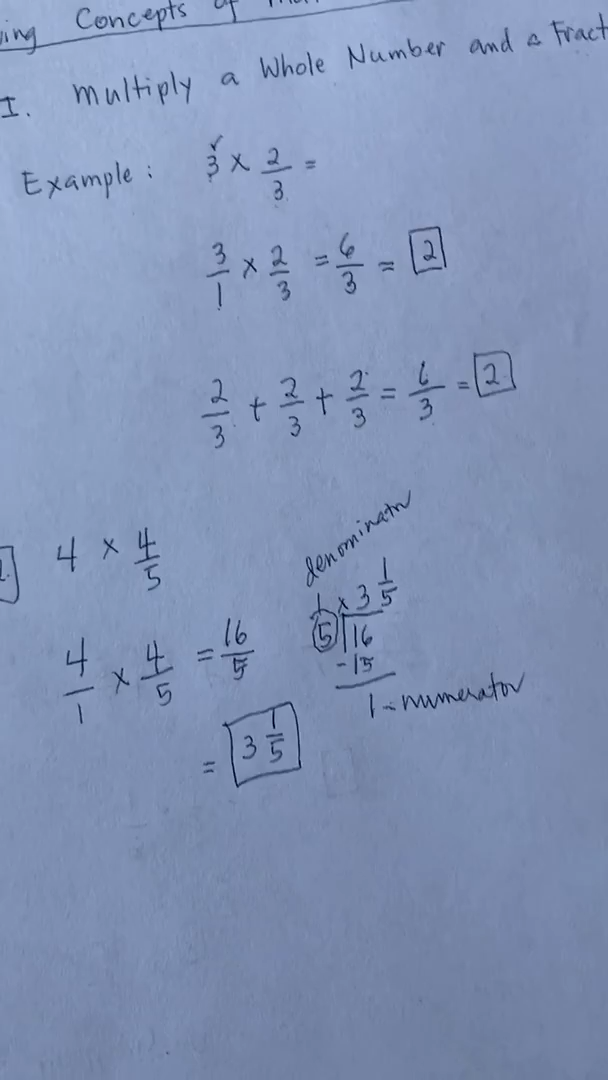 Concepts of
I. Multiply a Whole Number and a
Example: 3 × 2/3 =
3/1 × 2/3 = 6/3 = 2
2/3 + 2/3 + 2/3 = 6/3 = 2
4 × 4/5
denominator
4/1 × 4/5 = 16/5
= 3 1/5
1 × 3 1/5
5 16
-15
1 - numerator